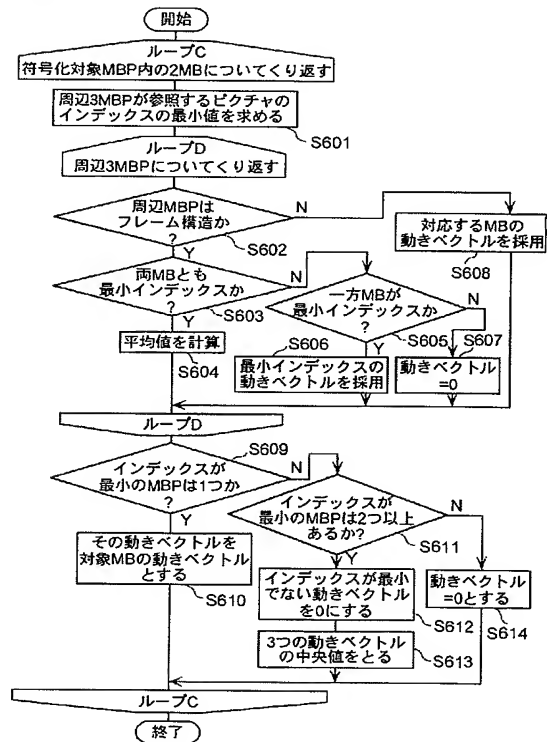 開始
ループC
符号化対象MBP内の2MBについてくり返す
周辺3MBPが参照するピクチャの
インデックスの最小値を求める
S601
ループD
周辺3MBPについてくり返す
周辺MBPは
フレーム構造か
?
N
S602
Y
対応するMBの
動きベクトルを採用
S608
両MBとも
最小インデックスか
?
N
S603
Y
一方MBが
最小インデックスか
?
N
S605
Y
平均値を計算
S604
S606
最小インデックスの
動きベクトルを採用
S607
動きベクトル
=0
ループD
S609
インデックスが
最小のMBPは1つか
?
N
Y
インデックスが
最小のMBPは2つ以上
あるか?
N
S611
Y
その動きベクトルを
対象MBの動きベクトル
とする
S610
インデックスが最小
でない動きベクトル
を0にする
S612
動きベクトル
=0とする
S614
3つの動きベクトル
の中央値をとる
S613
ループC
終了